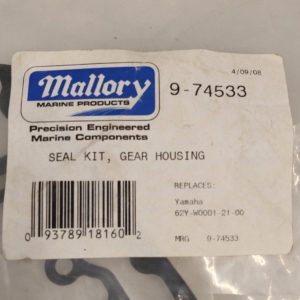 4/09/08
Mallory
MARINE PRODUCTS
9-74533
Precision Engineered
Marine Components
SEAL KIT, GEAR HOUSING
REPLACES:
Yamaha
62Y-W0001-21-00
0 93789 18160 2
MRG 9-74533